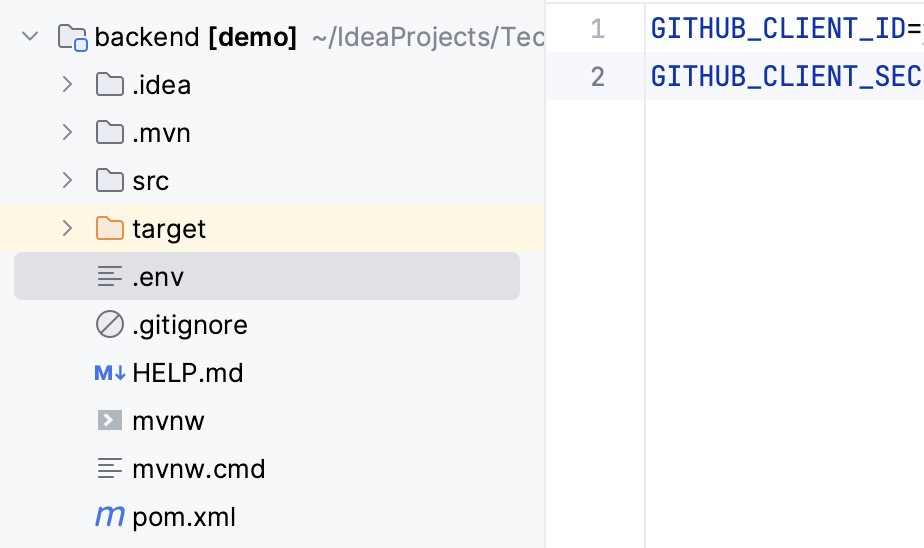 backend [demo] ~/IdeaProjects/Tec
.idea
.mvn
src
target
.env
.gitignore
M↓ HELP.md
mvnw
mvnw.cmd
m pom.xml
1 GITHUB_CLIENT_ID=
2 GITHUB_CLIENT_SEC